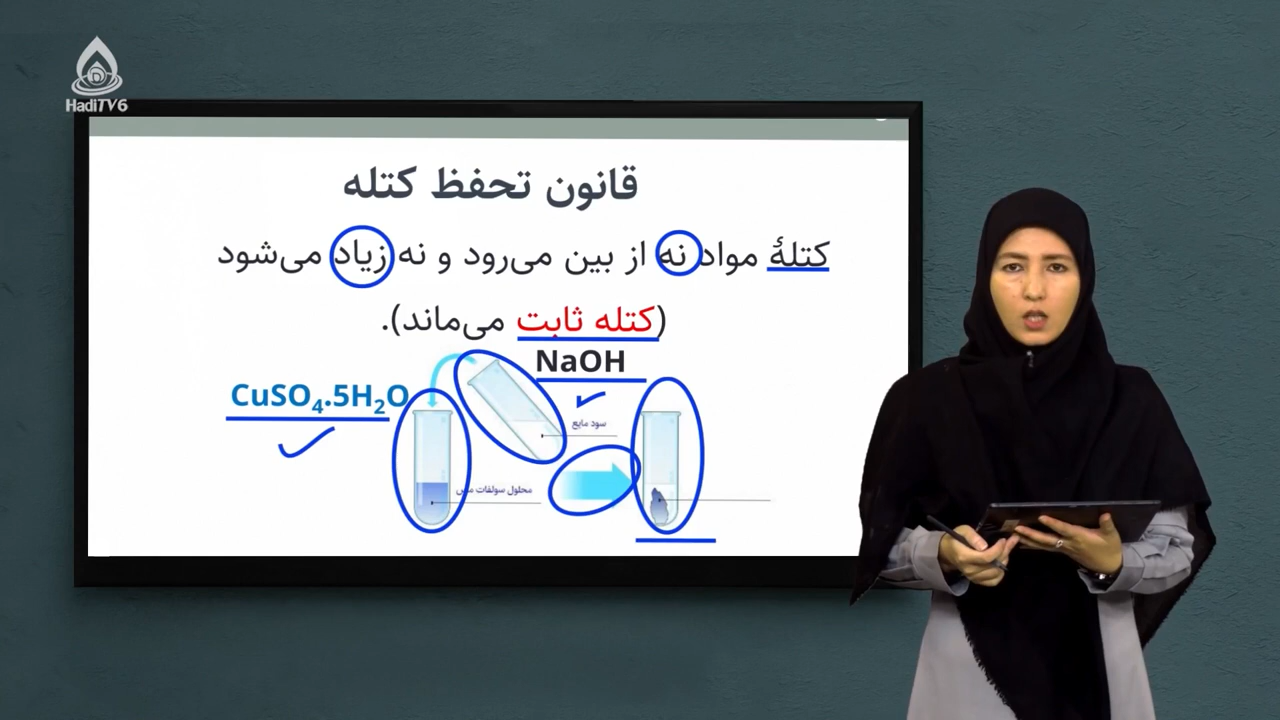 HadiTV6
قانون تحفظ کتله
کتلهٔ مواد نه از بین می‌رود و نه زیاد می‌شود
(کتله ثابت می‌ماند).
NaOH
CuSO₄.5H₂O
سود مایع
محلول سولفات مس